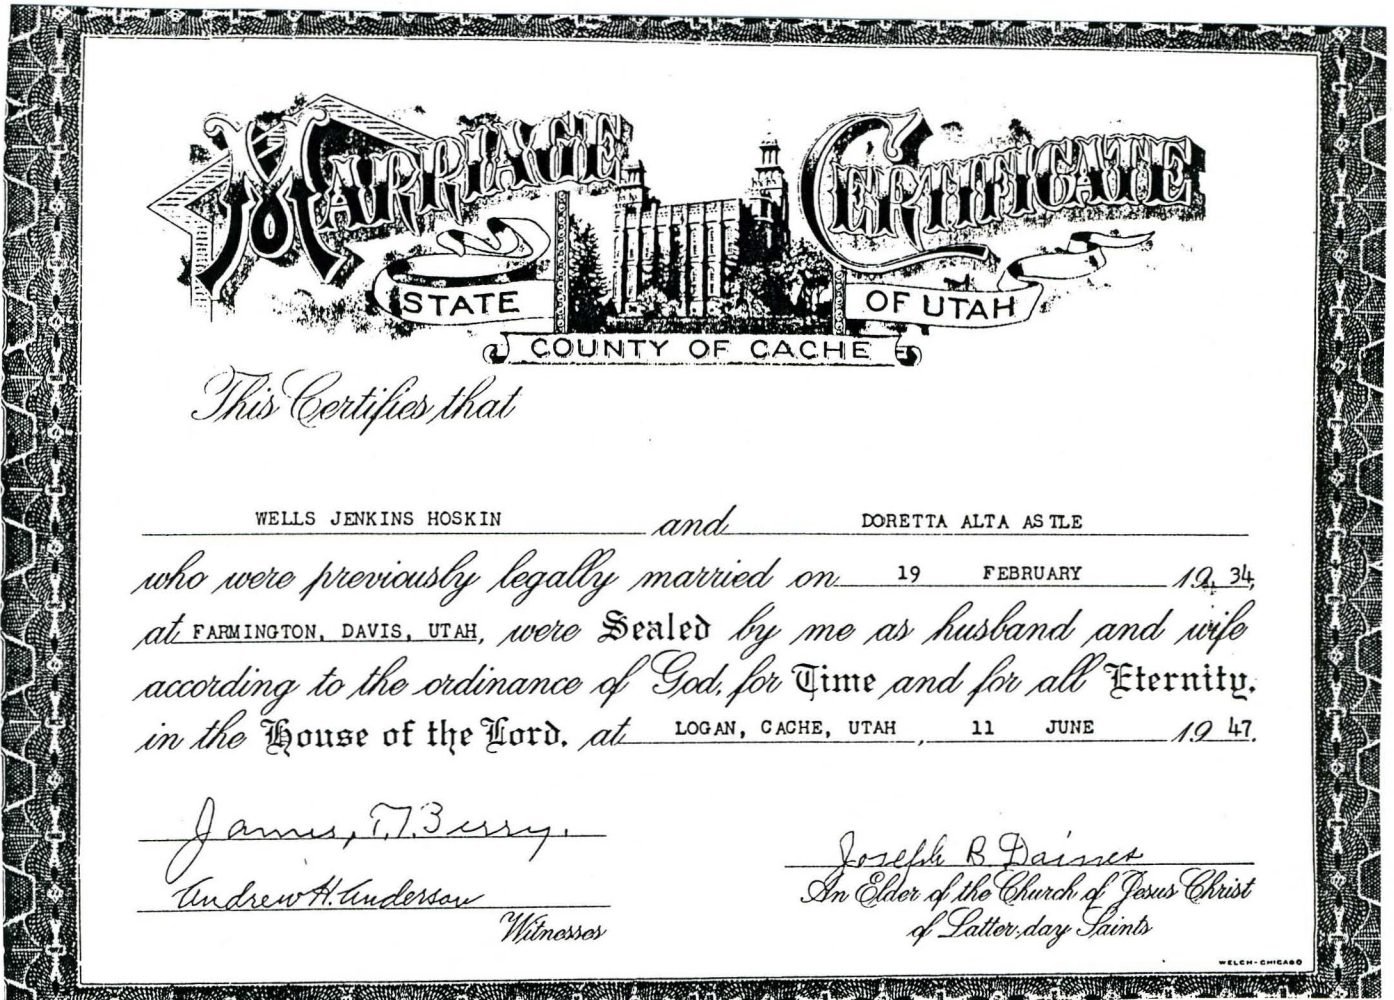 MARRIAGE CERTIFICATE
STATE OF UTAH
COUNTY OF CACHE
This Certifies that
WELLS JENKINS HOSKIN and DORETTA ALTA ASTLE
who were previously legally married on 19 FEBRUARY 19 34,
at FARMINGTON, DAVIS, UTAH, were Sealed by me as husband and wife
according to the ordinance of God, for Time and for all Eternity,
in the House of the Lord, at LOGAN, CACHE, UTAH, 11 JUNE 19 47.
James, T. Berry.
Joseph B Daines
Andrew H. Anderson
An Elder of the Church of Jesus Christ
of Latter-day Saints
Witnesses
WELCH-CHICAGO